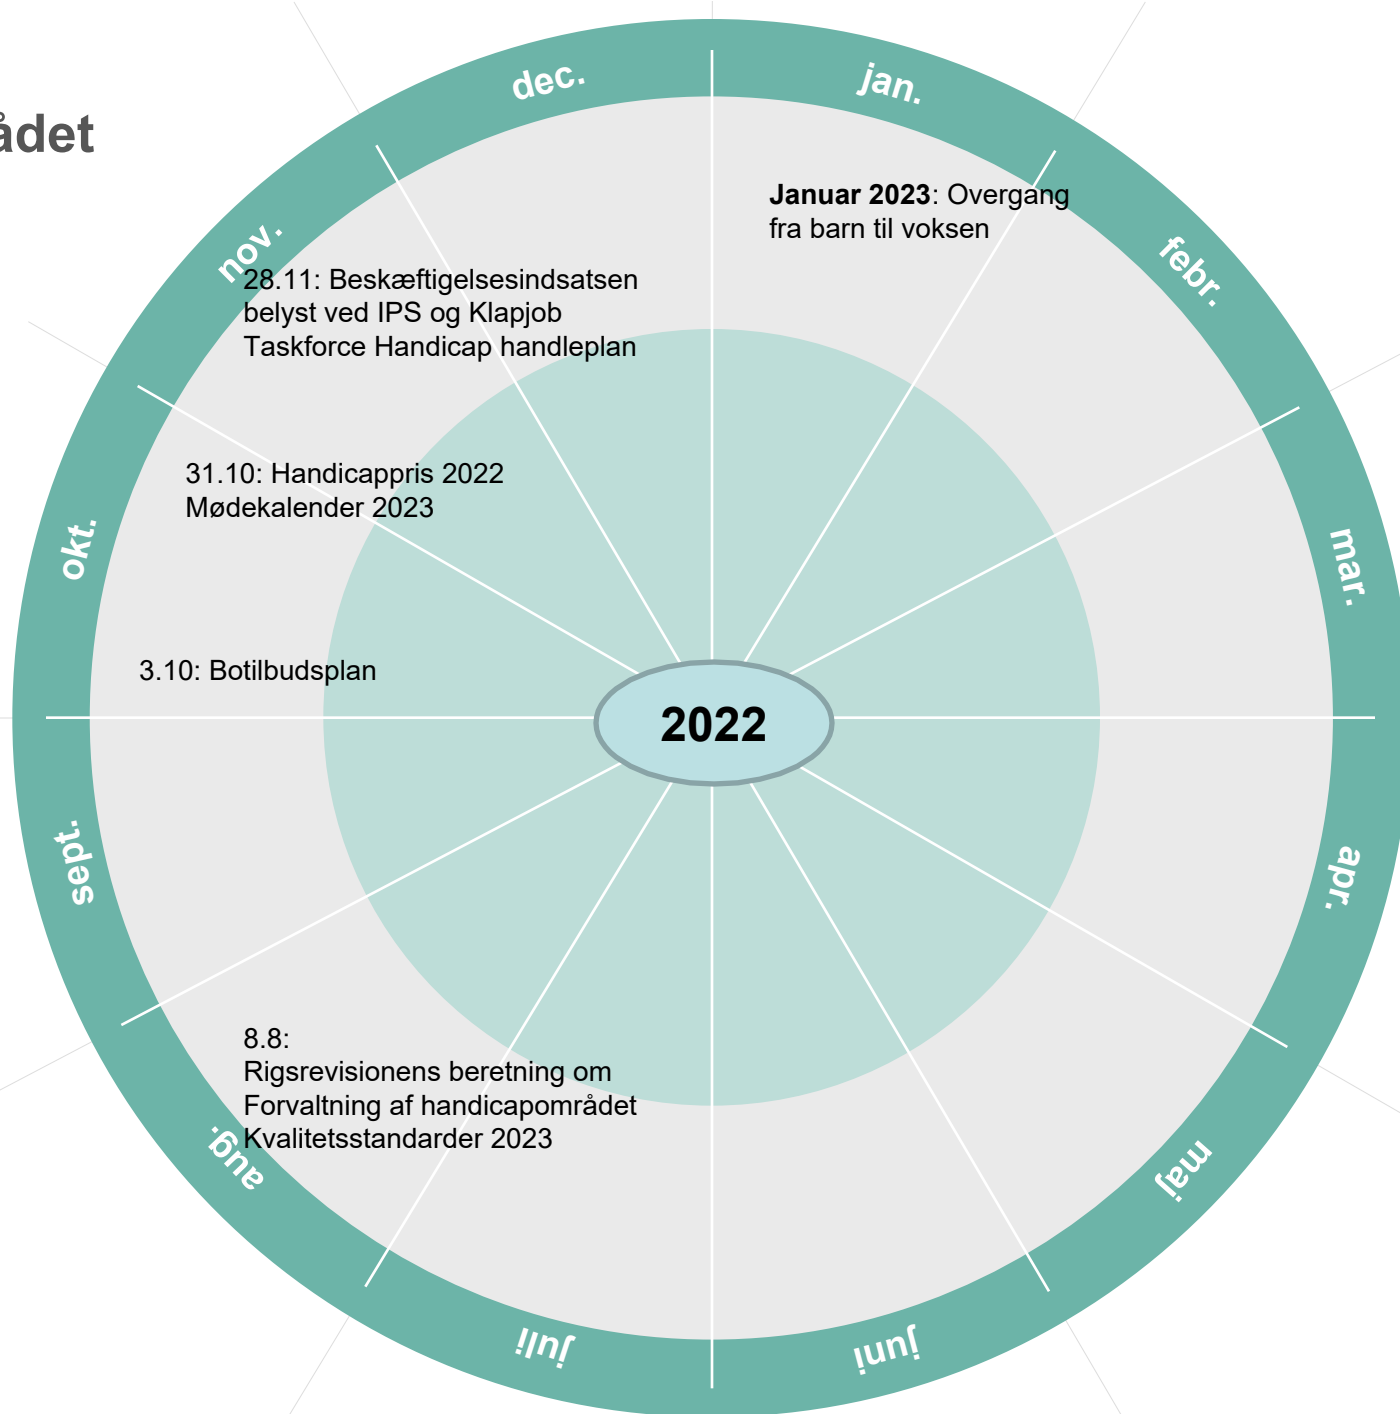 ådet
dec.
jan.
nov.
febr.
Januar 2023: Overgang
fra barn til voksen
28.11: Beskæftigelsesindsatsen
belyst ved IPS og Klapjob
Taskforce Handicap handleplan
31.10: Handicappris 2022
Mødekalender 2023
okt.
mar.
3.10: Botilbudsplan
2022
sept.
apr.
8.8:
Rigsrevisionens beretning om
Forvaltning af handicapområdet
Kvalitetsstandarder 2023
aug.
maj
juli
juni